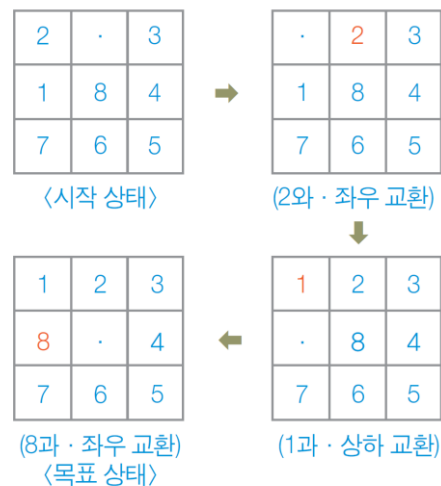 2 · 3
1 8 4
7 6 5
〈시작 상태〉
· 2 3
1 8 4
7 6 5
(2와 · 좌우 교환)
1 2 3
· 8 4
7 6 5
(1과 · 상하 교환)
1 2 3
8 · 4
7 6 5
(8과 · 좌우 교환)
〈목표 상태〉